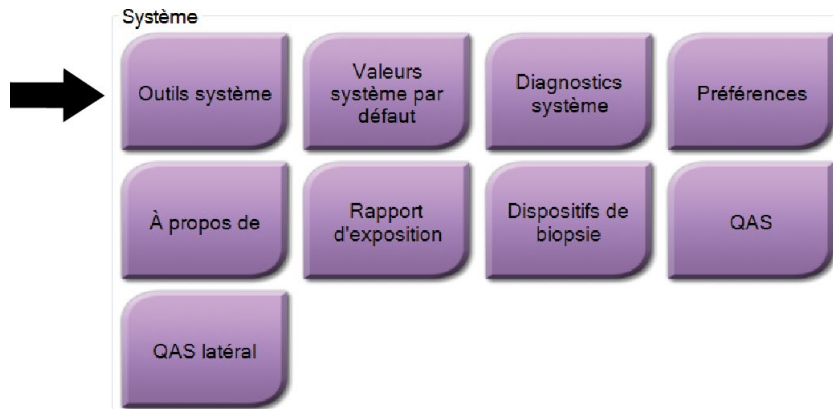 Système
Outils système
Valeurs
système par
défaut
Diagnostics
système
Préférences
À propos de
Rapport
d'exposition
Dispositifs de
biopsie
QAS
QAS latéral